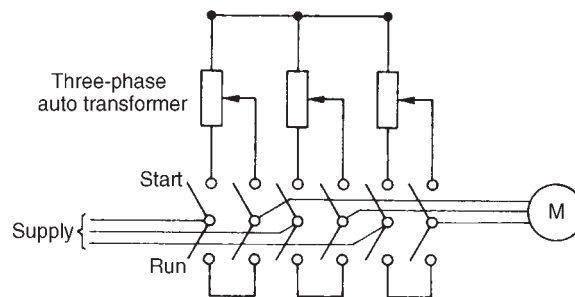 Three-phase
auto transformer
Start
Supply
M
Run